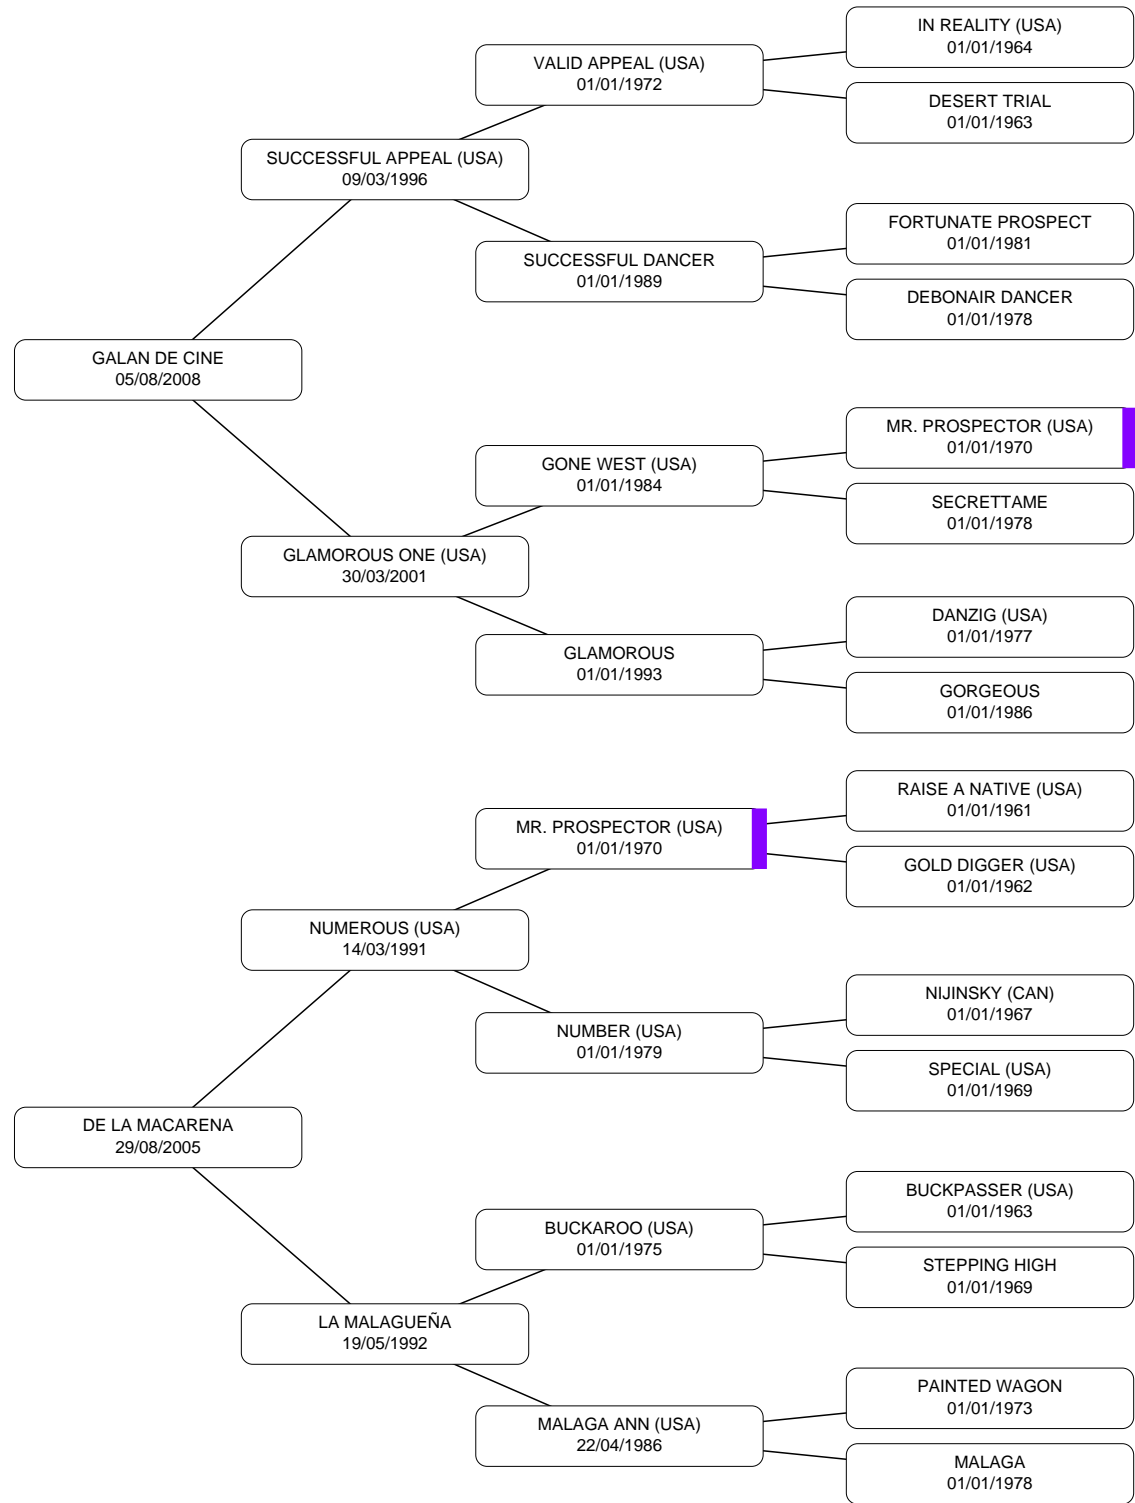 IN REALITY (USA)
01/01/1964
VALID APPEAL (USA)
01/01/1972
DESERT TRIAL
01/01/1963
SUCCESSFUL APPEAL (USA)
09/03/1996
FORTUNATE PROSPECT
01/01/1981
SUCCESSFUL DANCER
01/01/1989
DEBONAIR DANCER
01/01/1978
GALAN DE CINE
05/08/2008
MR. PROSPECTOR (USA)
01/01/1970
GONE WEST (USA)
01/01/1984
SECRETTAME
01/01/1978
GLAMOROUS ONE (USA)
30/03/2001
DANZIG (USA)
01/01/1977
GLAMOROUS
01/01/1993
GORGEOUS
01/01/1986
RAISE A NATIVE (USA)
01/01/1961
MR. PROSPECTOR (USA)
01/01/1970
GOLD DIGGER (USA)
01/01/1962
NUMEROUS (USA)
14/03/1991
NIJINSKY (CAN)
01/01/1967
NUMBER (USA)
01/01/1979
SPECIAL (USA)
01/01/1969
DE LA MACARENA
29/08/2005
BUCKPASSER (USA)
01/01/1963
BUCKAROO (USA)
01/01/1975
STEPPING HIGH
01/01/1969
LA MALAGUEÑA
19/05/1992
PAINTED WAGON
01/01/1973
MALAGA ANN (USA)
22/04/1986
MALAGA
01/01/1978